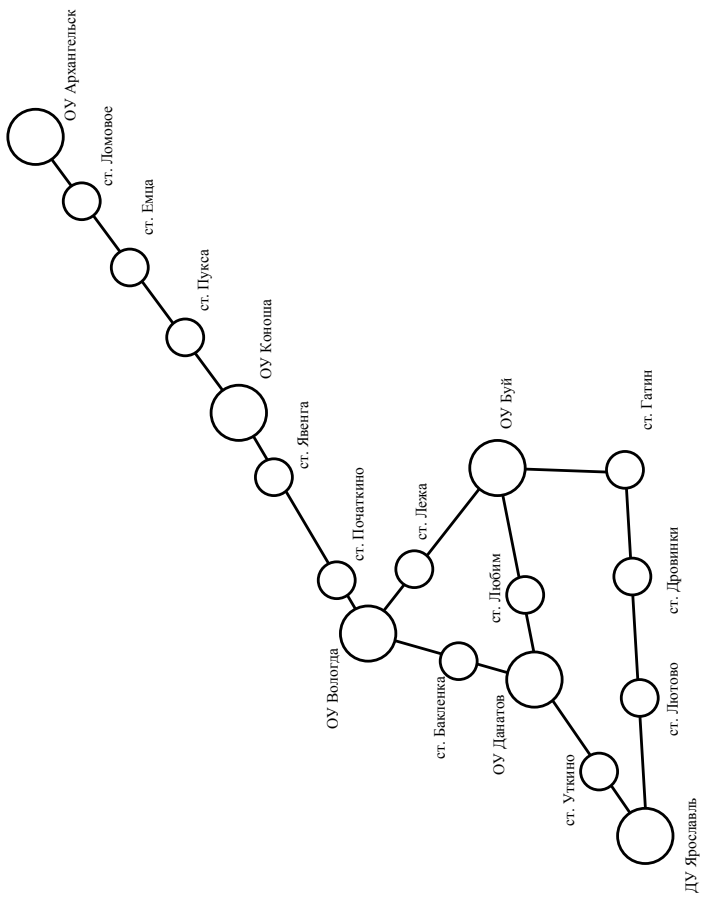 ОУ Архангельск
ст. Ломовое
ст. Емца
ст. Пукса
ОУ Коноша
ст. Явенга
ст. Початкино
ОУ Вологда
ст. Лежа
ОУ Буй
ст. Гатин
ст. Любим
ст. Бакленка
ОУ Данатов
ст. Дровинки
ст. Уткино
ст. Лютово
ДУ Ярославль